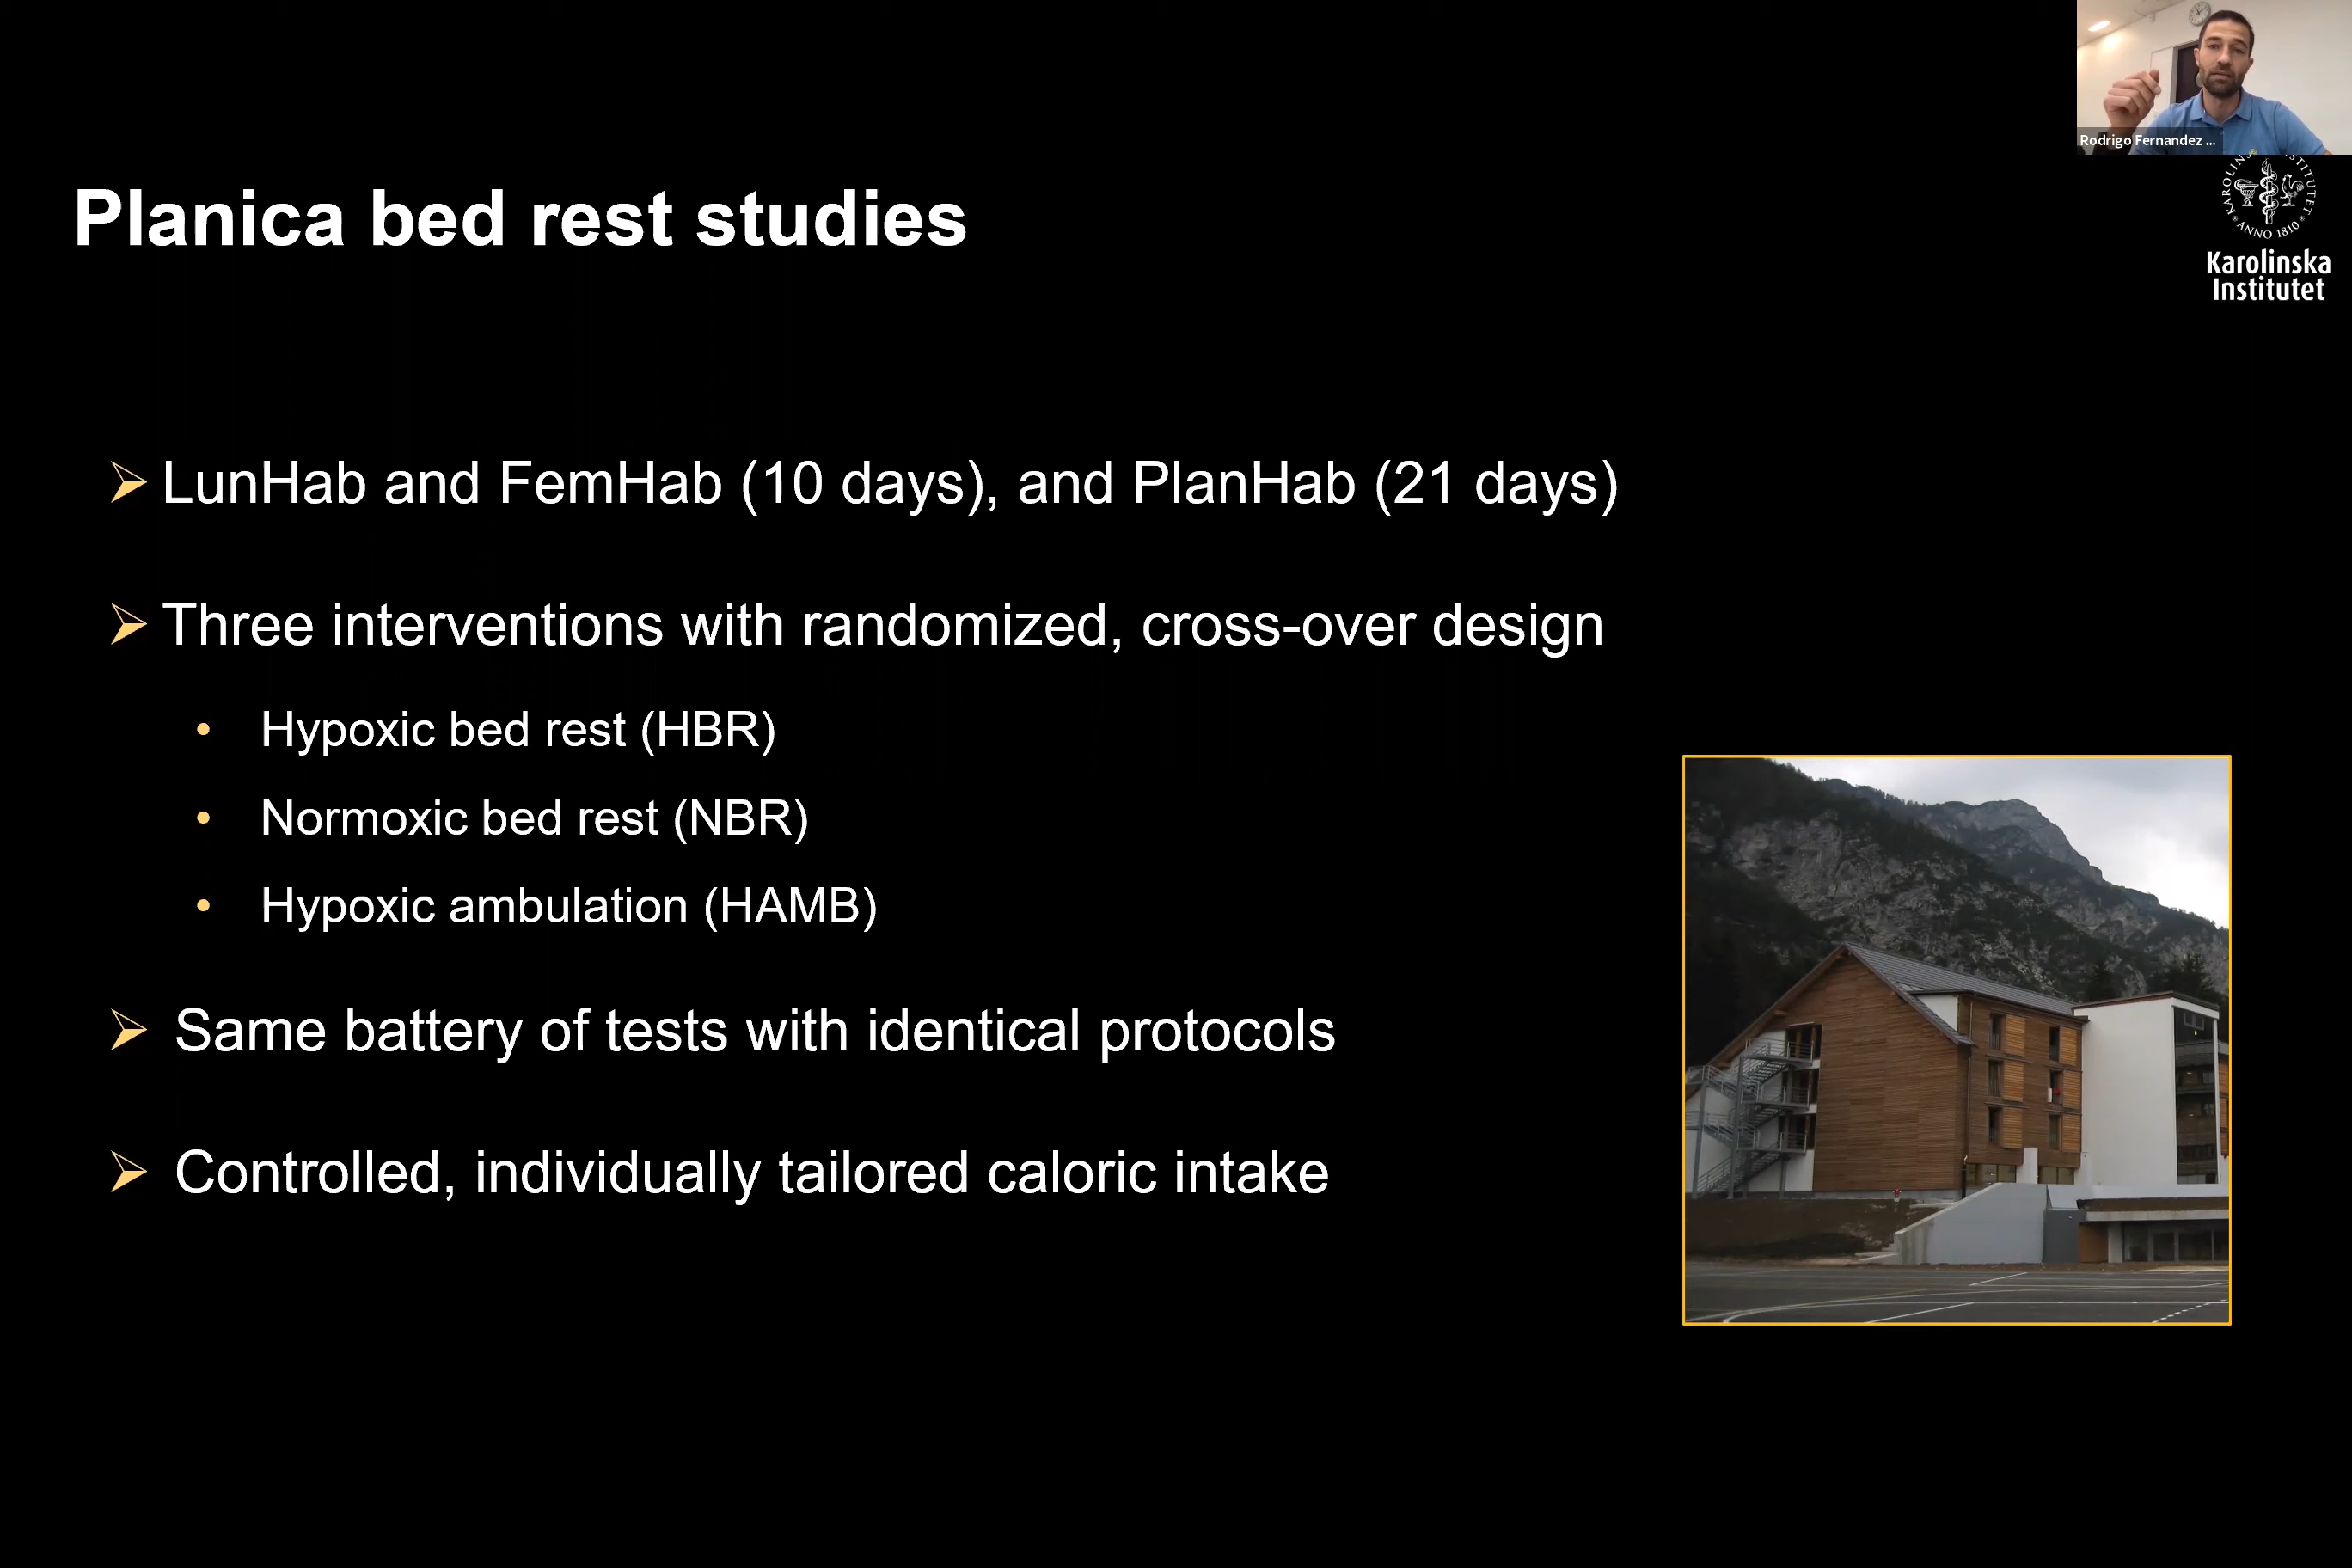 Rodrigo Fernandez ...
Planica bed rest studies
ANNO 1810
Karolinska
Institutet
LunHab and FemHab (10 days), and PlanHab (21 days)
Three interventions with randomized, cross-over design
Hypoxic bed rest (HBR)
Normoxic bed rest (NBR)
Hypoxic ambulation (HAMB)
Same battery of tests with identical protocols
Controlled, individually tailored caloric intake